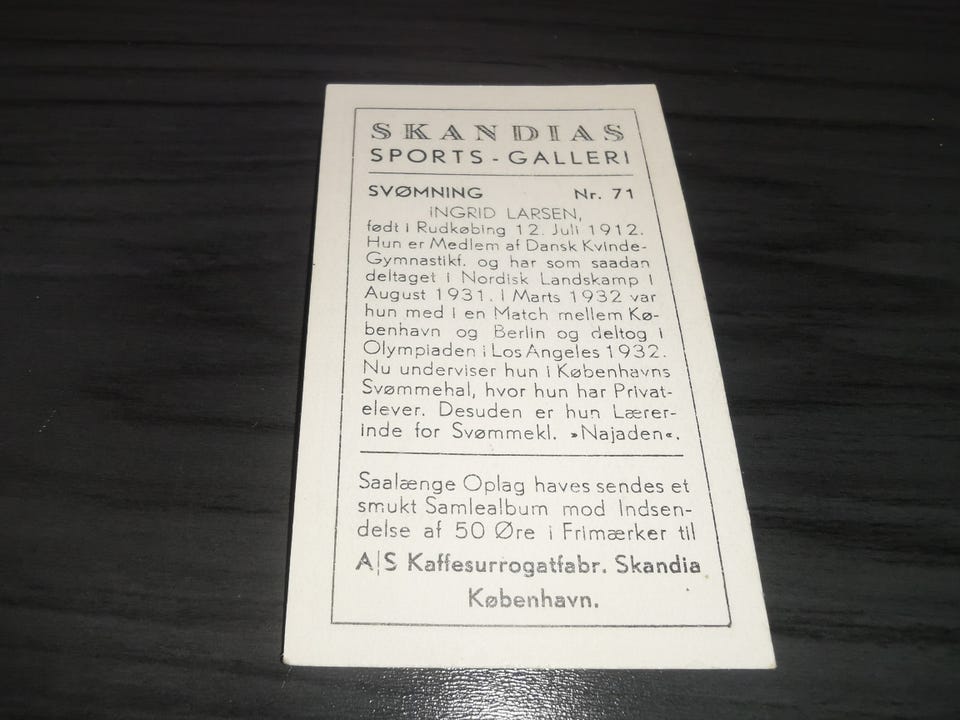 SKANDIAS
SPORTS-GALLERI
SVØMNING Nr. 71
INGRID LARSEN,
født i Rudkøbing 12. Juli 1912.
Hun er Medlem af Dansk Kvinde-
Gymnastikf. og har som saadan
deltaget i Nordisk Landskamp i
August 1931. I Marts 1932 var
hun med i en Match mellem Kø-
benhavn og Berlin og deltog i
Olympiaden i Los Angeles 1932.
Nu underviser hun i Københavns
Svømmehal, hvor hun har Privat-
elever. Desuden er hun Lærer-
inde for Svømmekl. »Najaden«.
Saalænge Oplag haves sendes et
smukt Samlealbum mod Indsen-
delse af 50 Øre i Frimærker til
A|S Kaffesurrogatfabr. Skandia
København.